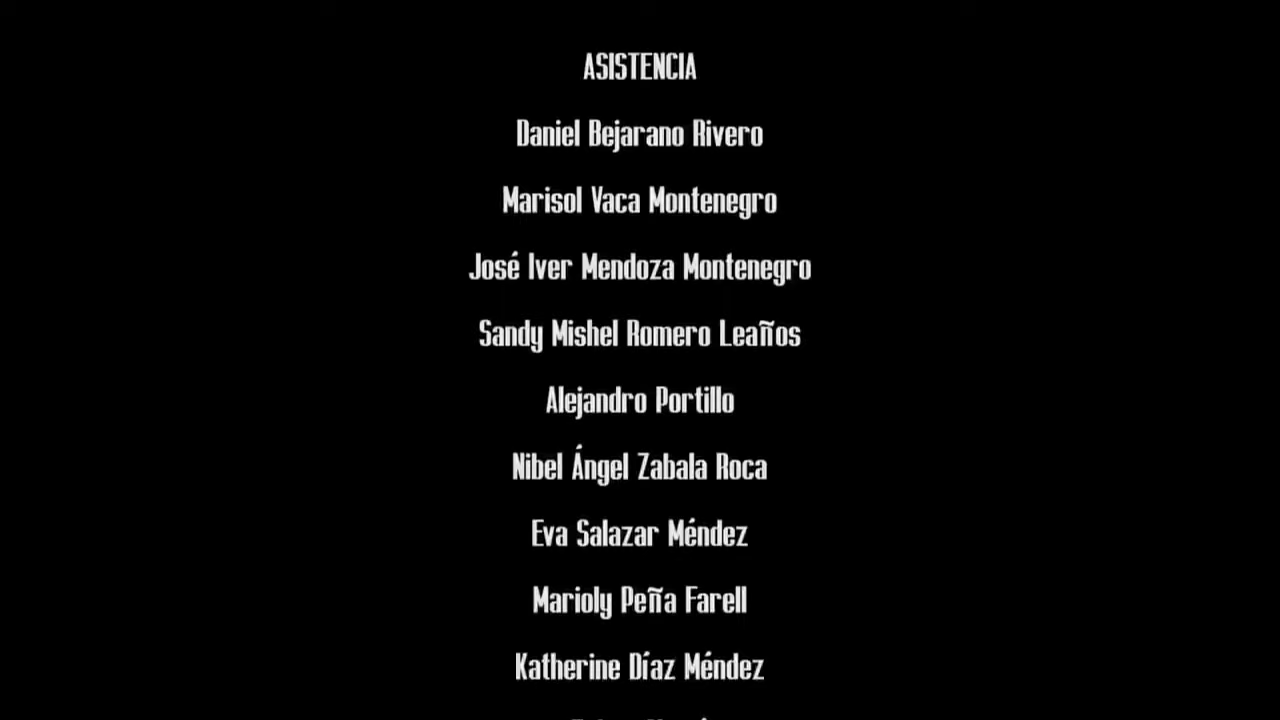 ASISTENCIA
Daniel Bejarano Rivero
Marisol Vaca Montenegro
José Iver Mendoza Montenegro
Sandy Mishel Romero Leaños
Alejandro Portillo
Nibel Ángel Zabala Roca
Eva Salazar Méndez
Marioly Peña Farell
Katherine Díaz Méndez